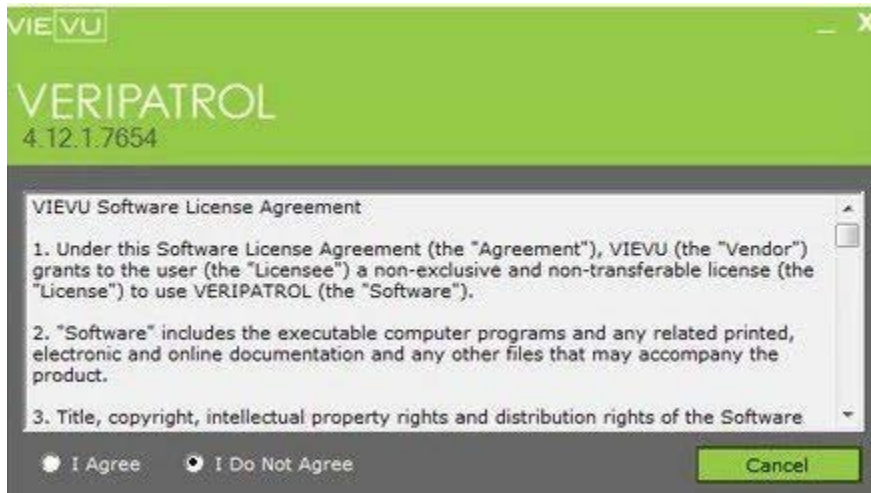 VIEVU
VERIPATROL
4.12.1.7654
VIEVU Software License Agreement
1. Under this Software License Agreement (the "Agreement"), VIEVU (the "Vendor")
grants to the user (the "Licensee") a non-exclusive and non-transferable license (the
"License") to use VERIPATROL (the "Software").
2. "Software" includes the executable computer programs and any related printed,
electronic and online documentation and any other files that may accompany the
product.
3. Title, copyright, intellectual property rights and distribution rights of the Software
I Agree I Do Not Agree Cancel